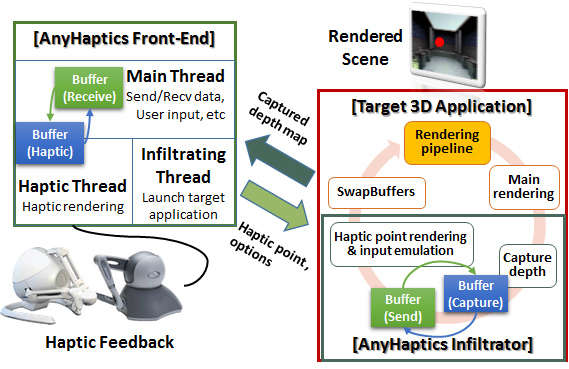 [AnyHaptics Front-End]
Buffer
(Receive)
Main Thread
Send/Recv data,
User input, etc
Buffer
(Haptic)
Haptic Thread
Haptic rendering
Infiltrating
Thread
Launch target
application
Haptic Feedback
Captured
depth map
Haptic point,
options
Rendered
Scene
[Target 3D Application]
Rendering
pipeline
SwapBuffers
Main
rendering
Haptic point rendering
& input emulation
Capture
depth
Buffer
(Send)
Buffer
(Capture)
[AnyHaptics Infiltrator]